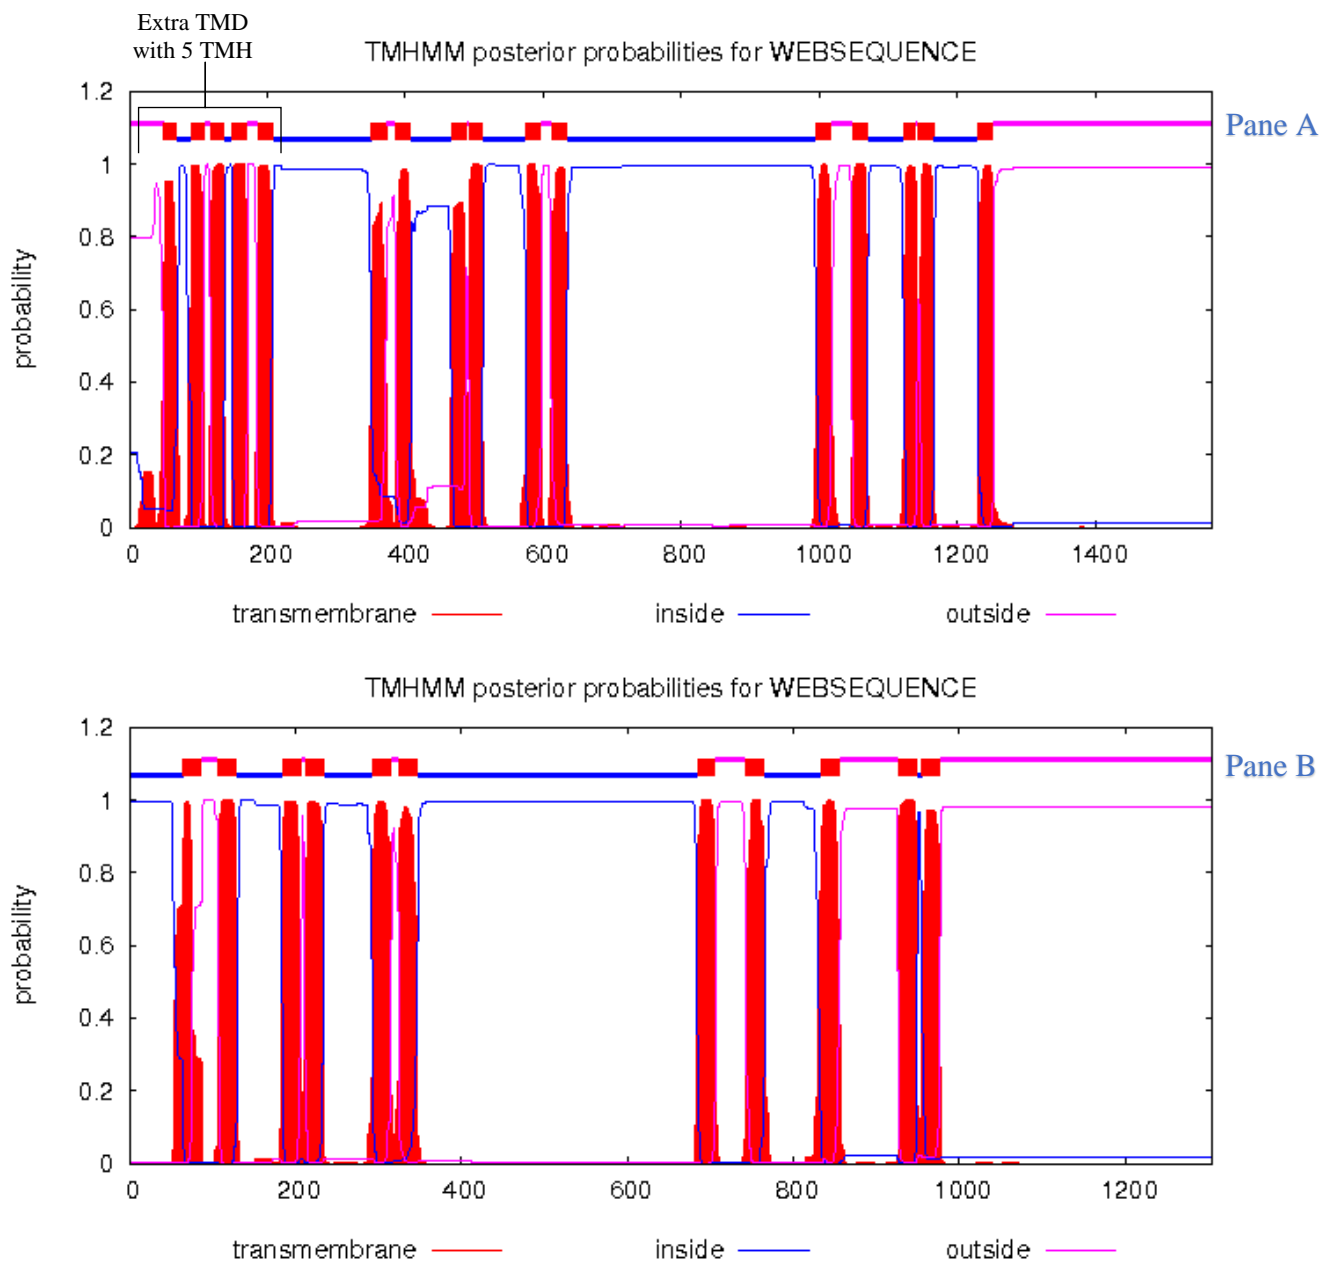 Extra TMD
with 5 TMH
TMHMM posterior probabilities for WEBSEQUENCE
Pane A
1.2
1
0.8
0.6
0.4
0.2
0
probability
0 200 400 600 800 1000 1200 1400
transmembrane inside outside
TMHMM posterior probabilities for WEBSEQUENCE
Pane B
1.2
1
0.8
0.6
0.4
0.2
0
probability
0 200 400 600 800 1000 1200
transmembrane inside outside